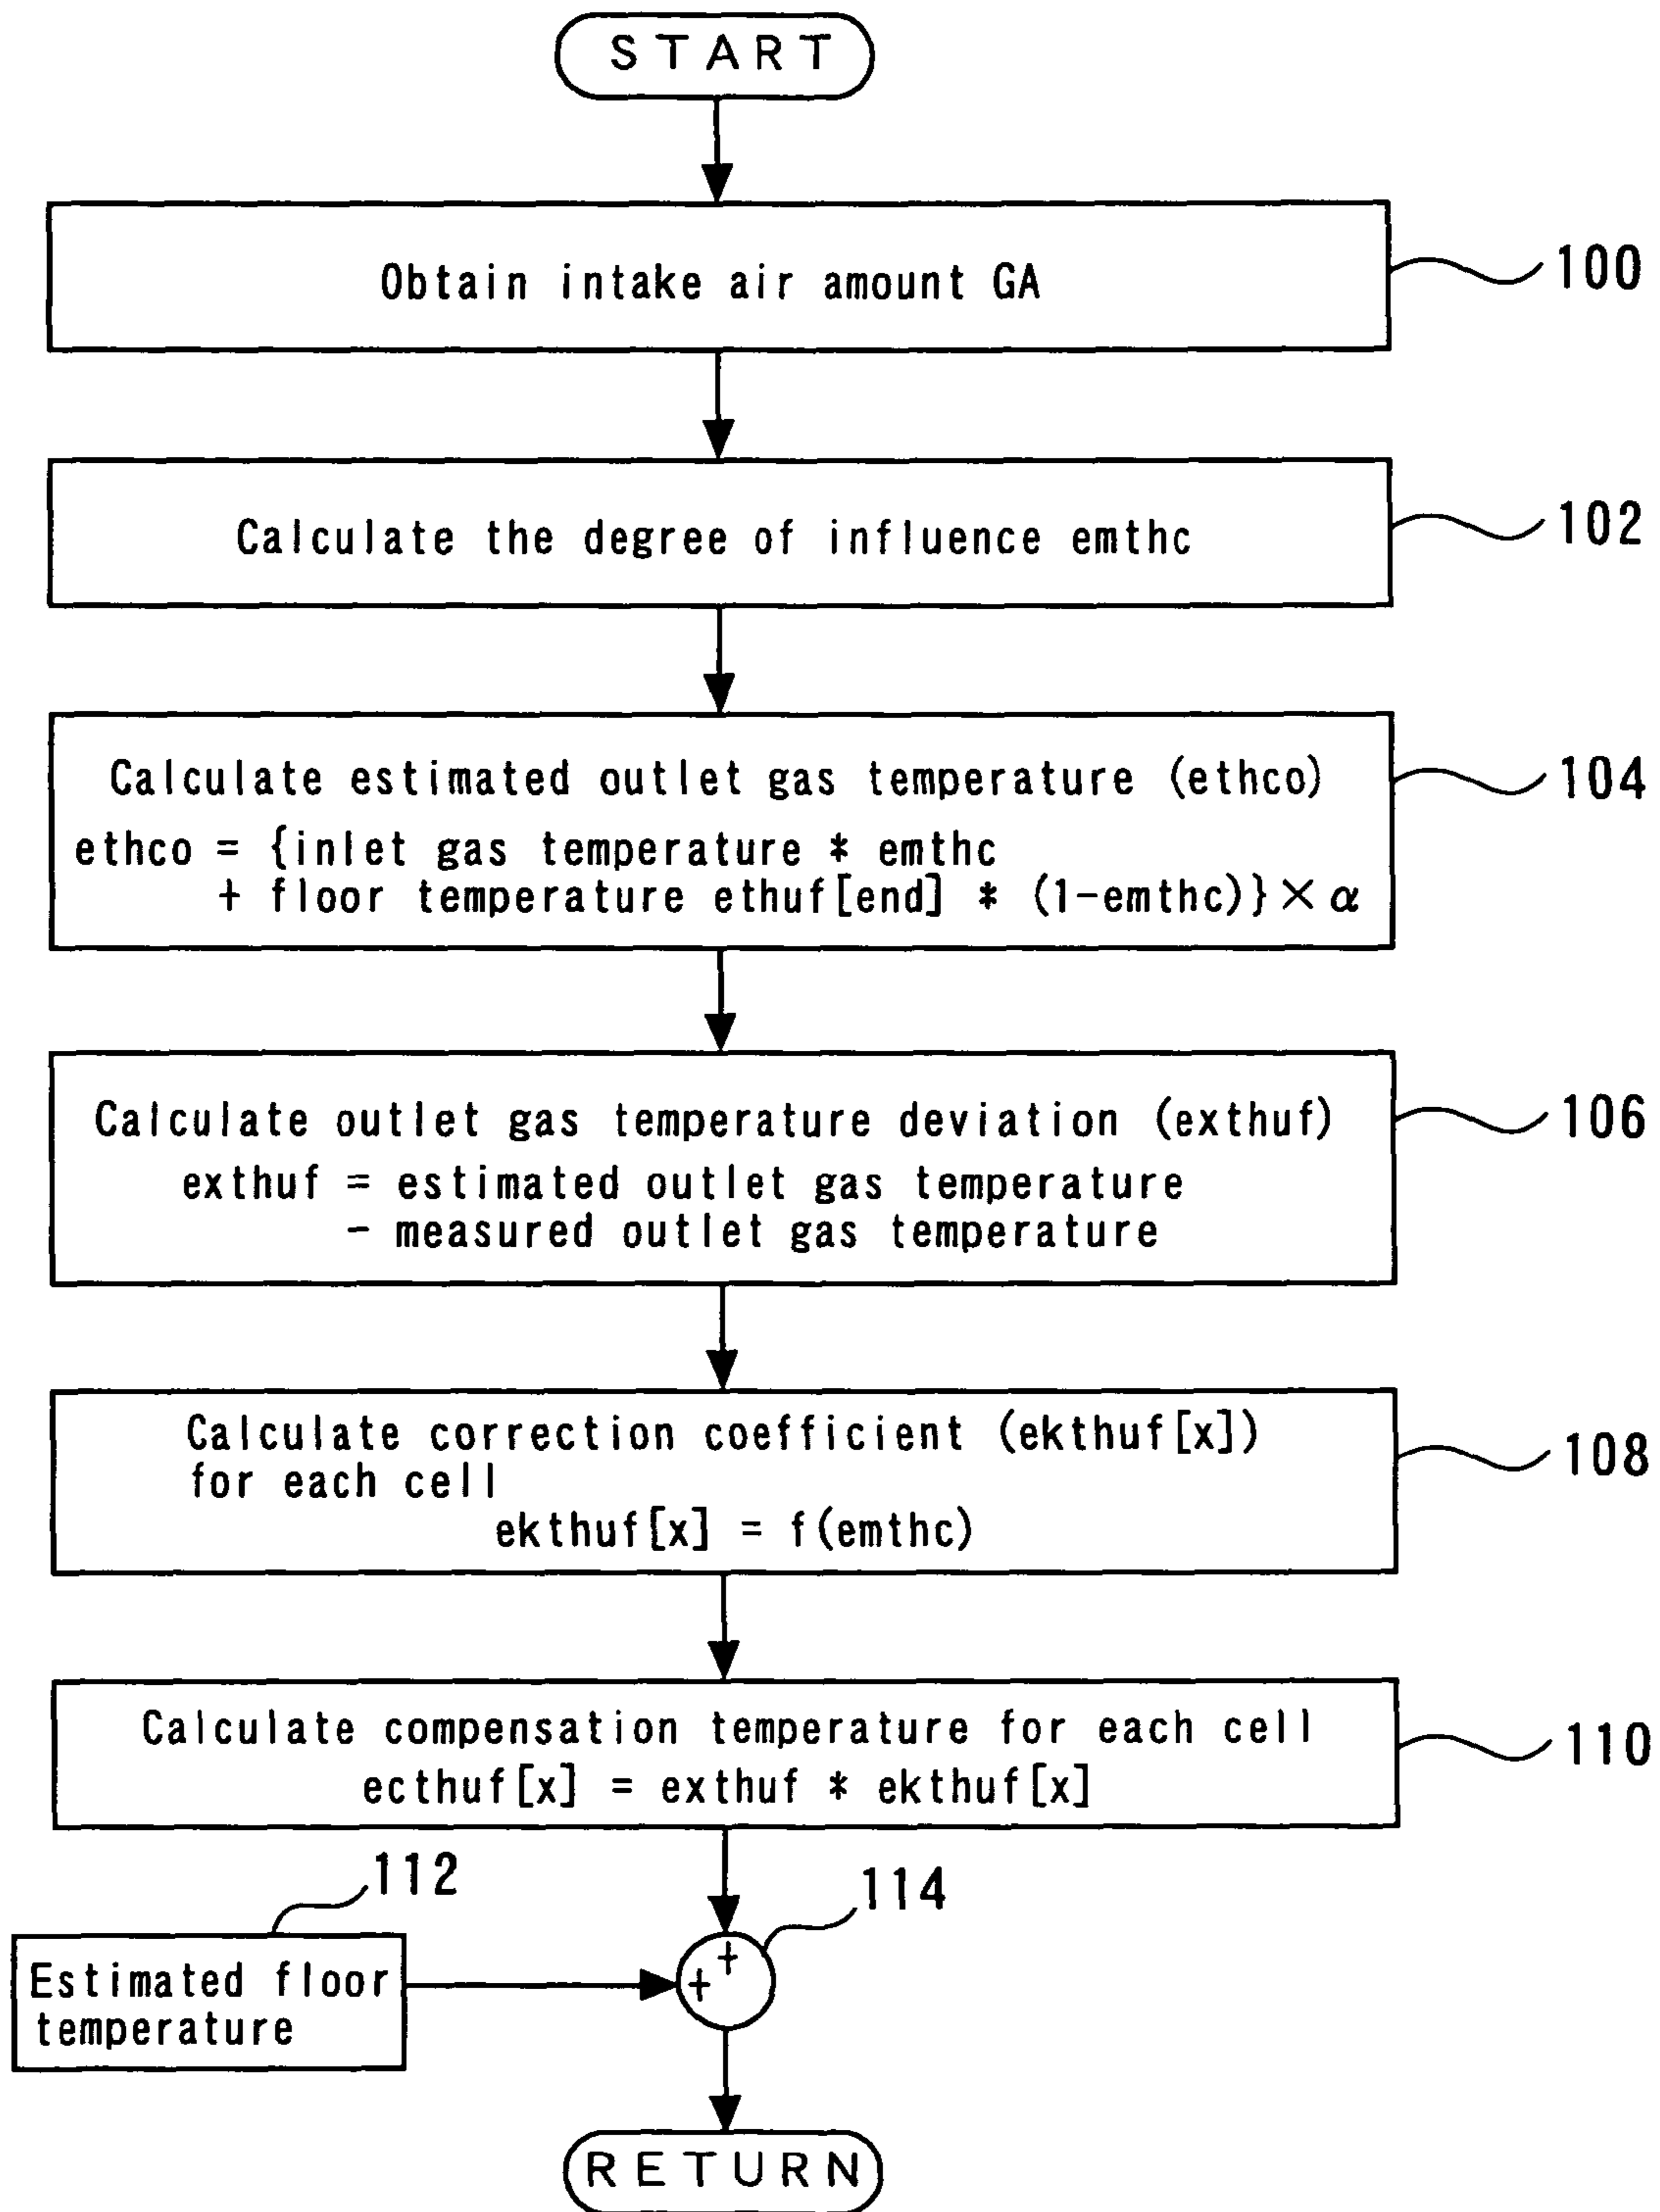 START
Obtain intake air amount GA
100
Calculate the degree of influence emthc
102
Calculate estimated outlet gas temperature (ethco)
ethco = {inlet gas temperature * emthc
+ floor temperature ethuf[end] * (1-emthc)}×α
104
Calculate outlet gas temperature deviation (exthuf)
exthuf = estimated outlet gas temperature
- measured outlet gas temperature
106
Calculate correction coefficient (ekthuf[x])
for each cell
ekthuf[x] = f(emthc)
108
Calculate compensation temperature for each cell
ecthuf[x] = exthuf * ekthuf[x]
110
112
114
Estimated floor
temperature
+
+
RETURN